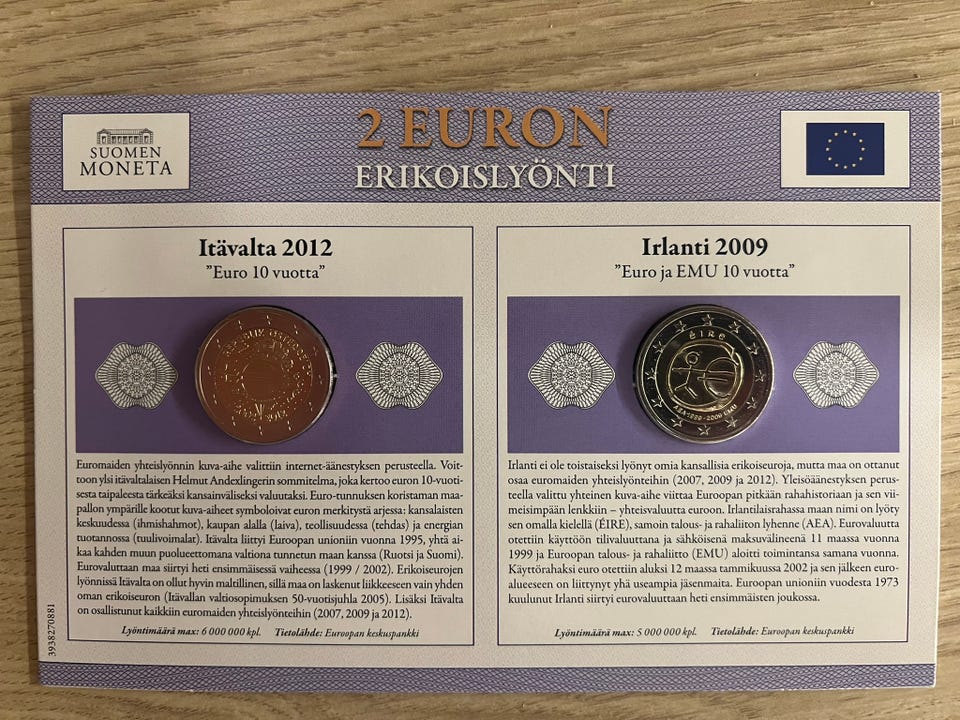 SUOMEN
MONETA
2 EURON
ERIKOISLYÖNTI
Itävalta 2012
"Euro 10 vuotta"
Euromaiden yhteislyönnin kuva-aihe valittiin internet-äänestyksen perusteella. Voit-
toon ylsi itävaltalaisen Helmut Andexlingerin sommitelma, joka kertoo euron 10-vuoti-
sesta taipaleesta tärkeäksi kansainväliseksi valuutaksi. Euro-tunnuksen koristaman maa-
pallon ympärille kootut kuva-aiheet symboloivat euron merkitystä arjessa: kansalaisten
keskuudessa (ihmishahmot), kaupan alalla (laiva), teollisuudessa (tehdas) ja energian
tuotannossa (tuulivoimalat). Itävalta liittyi Euroopan unioniin vuonna 1995, yhtä ai-
kaa kahden muun puolueettomana valtiona tunnetun maan kanssa (Ruotsi ja Suomi).
Eurovaluuttaan maa siirtyi heti ensimmäisessä vaiheessa (1999 / 2002). Erikoiseurojen
lyönnissä Itävalta on ollut hyvin maltillinen, sillä maa on laskenut liikkeeseen vain yhden
oman erikoiseuron (Itävallan valtiosopimuksen 50-vuotisjuhla 2005). Lisäksi Itävalta
on osallistunut kaikkiin euromaiden yhteislyönteihin (2007, 2009 ja 2012).
Lyöntimäärä max: 6 000 000 kpl. Tietolähde: Euroopan keskuspankki
3938270881
Irlanti 2009
"Euro ja EMU 10 vuotta"
ÉIRE
ÁEA 1999 - 2009 EMU
Irlanti ei ole toistaiseksi lyönyt omia kansallisia erikoiseuroja, mutta maa on ottanut
osaa euromaiden yhteislyönteihin (2007, 2009 ja 2012). Yleisöäänestyksen perus-
teella valittu yhteinen kuva-aihe viittaa Euroopan pitkään rahahistoriaan ja sen vii-
meisimpään lenkkiin – yhteisvaluutta euroon. Irlantilaisrahassa maan nimi on lyöty
sen omalla kielellä (ÉIRE), samoin talous- ja rahaliiton lyhenne (AEA). Eurovaluutta
otettiin käyttöön tilivaluuttana ja sähköisenä maksuvälineenä 11 maassa vuonna
1999 ja Euroopan talous- ja rahaliitto (EMU) aloitti toimintansa samana vuonna.
Käyttörahaksi euro otettiin aluksi 12 maassa tammikuussa 2002 ja sen jälkeen euro-
alueeseen on liittynyt yhä useampia jäsenmaita. Euroopan unioniin vuodesta 1973
kuulunut Irlanti siirtyi eurovaluuttaan heti ensimmäisten joukossa.
Lyöntimäärä max: 5 000 000 kpl. Tietolähde: Euroopan keskuspankki